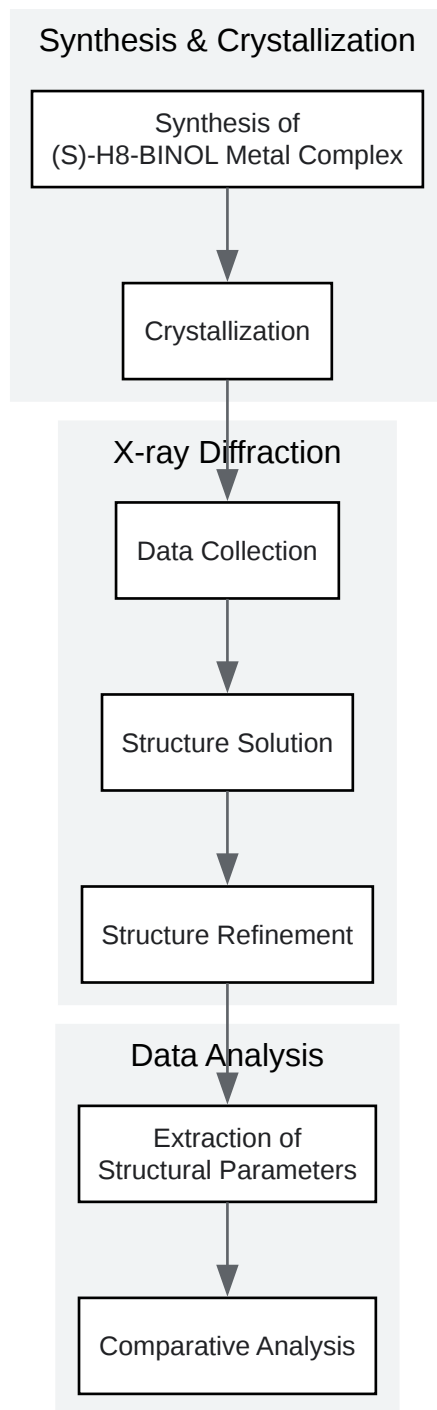 Synthesis & Crystallization
Synthesis of
(S)-H8-BINOL Metal Complex
Crystallization
X-ray Diffraction
Data Collection
Structure Solution
Structure Refinement
Data Analysis
Extraction of
Structural Parameters
Comparative Analysis